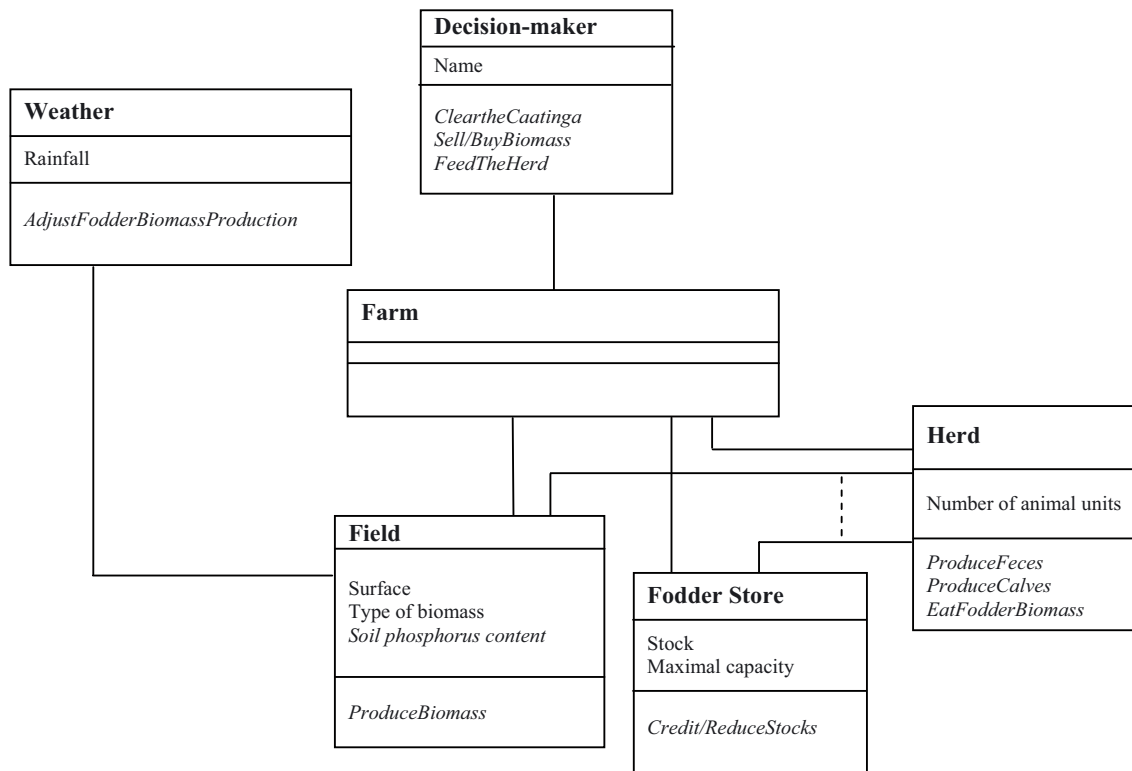 Decision-maker
Name
CleartheCaatinga
Sell/BuyBiomass
FeedTheHerd
Weather
Rainfall
AdjustFodderBiomassProduction
Farm
Herd
Number of animal units
ProduceFeces
ProduceCalves
EatFodderBiomass
Field
Surface
Type of biomass
Soil phosphorus content
ProduceBiomass
Fodder Store
Stock
Maximal capacity
Credit/ReduceStocks